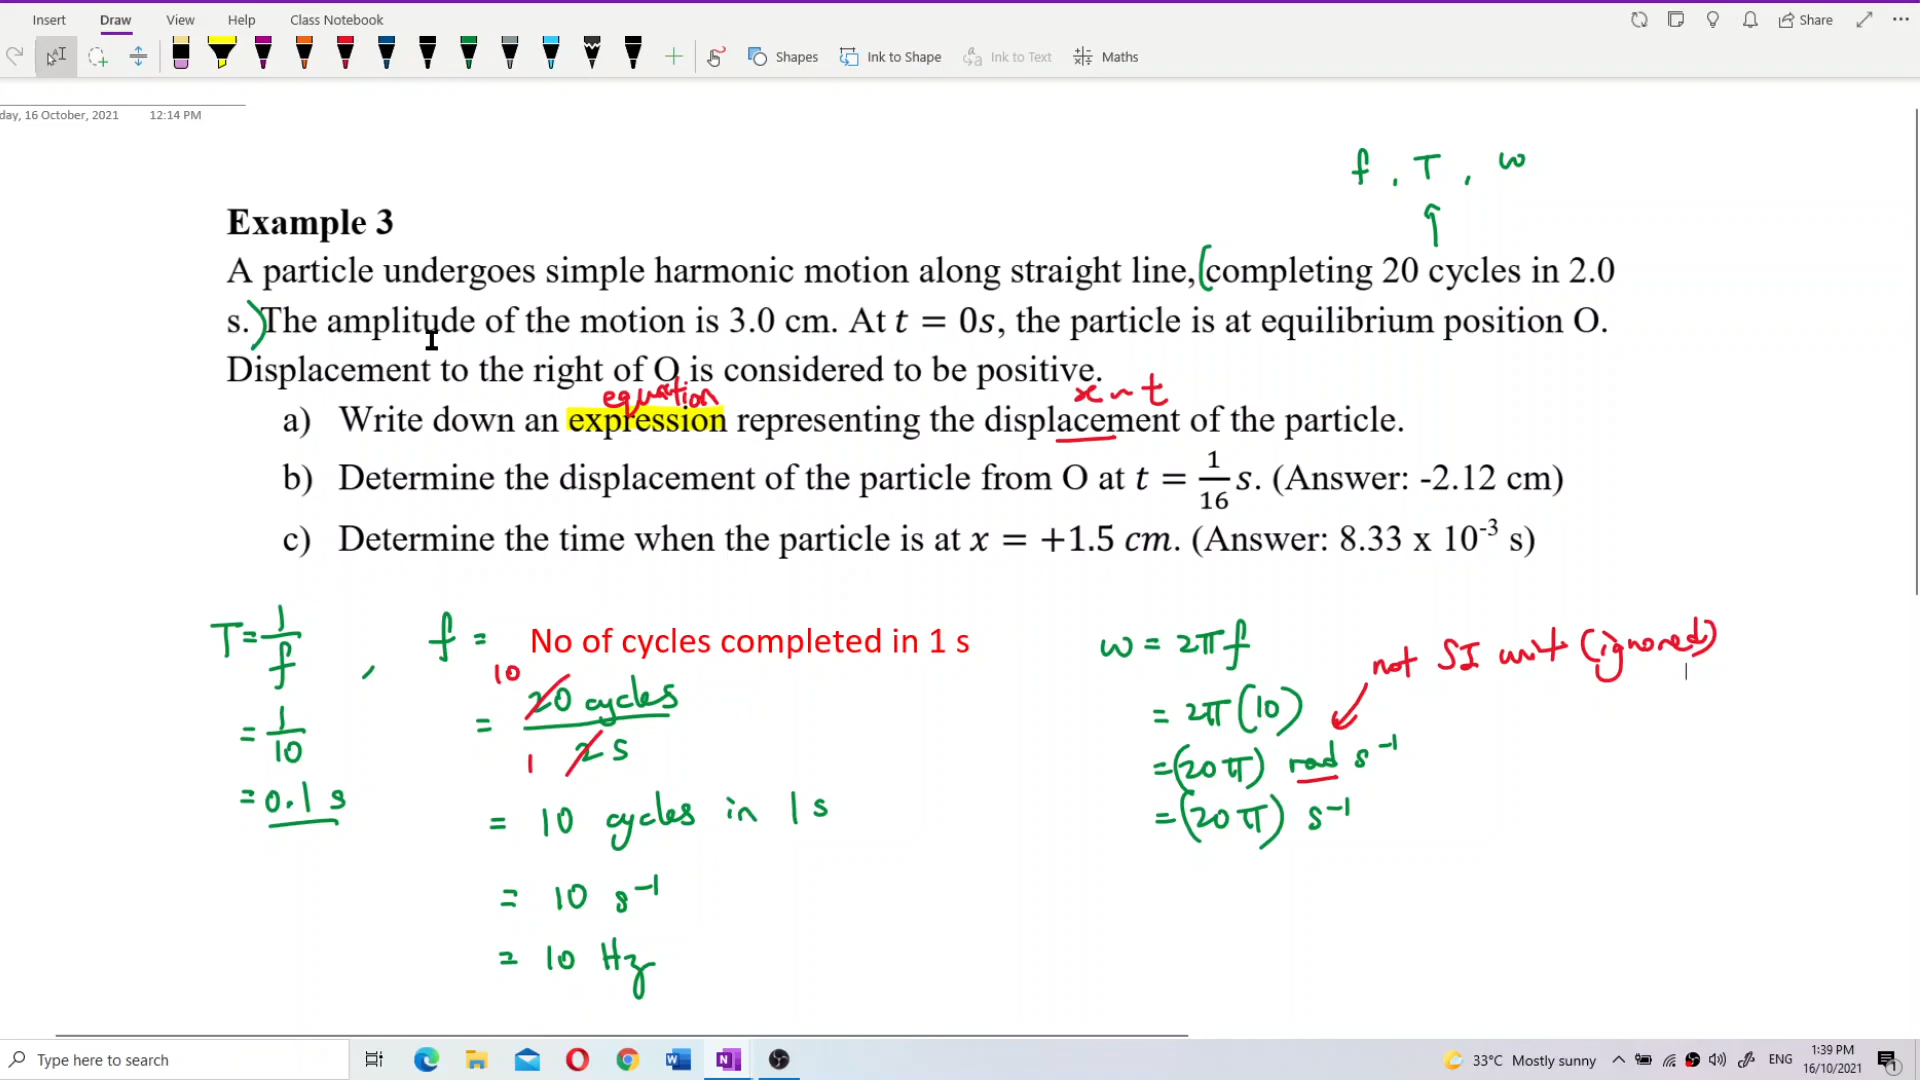 Insert Draw View Help Class Notebook Share
Shapes Ink to Shape Ink to Text Maths
day, 16 October, 2021 12:14 PM
f , T , ω
Example 3
A particle undergoes simple harmonic motion along straight line, (completing 20 cycles in 2.0
s.) The amplitude of the motion is 3.0 cm. At t = 0s, the particle is at equilibrium position O.
Displacement to the right of O is considered to be positive.
equation x ~ t
a) Write down an expression representing the displacement of the particle.
b) Determine the displacement of the particle from O at t = 1/16 s. (Answer: -2.12 cm)
c) Determine the time when the particle is at x = +1.5 cm. (Answer: 8.33 x 10⁻³ s)
T = 1/f , f = No of cycles completed in 1 s
= 1/10
= 0.1 s
= 20 cycles / 2 s
10
1
= 10 cycles in 1 s
= 10 s⁻¹
= 10 Hz
ω = 2πf
= 2π(10)
= (20π) rad s⁻¹
= (20π) s⁻¹
not SI unit (ignored)
Type here to search
33°C Mostly sunny ENG 1:39 PM
16/10/2021 1